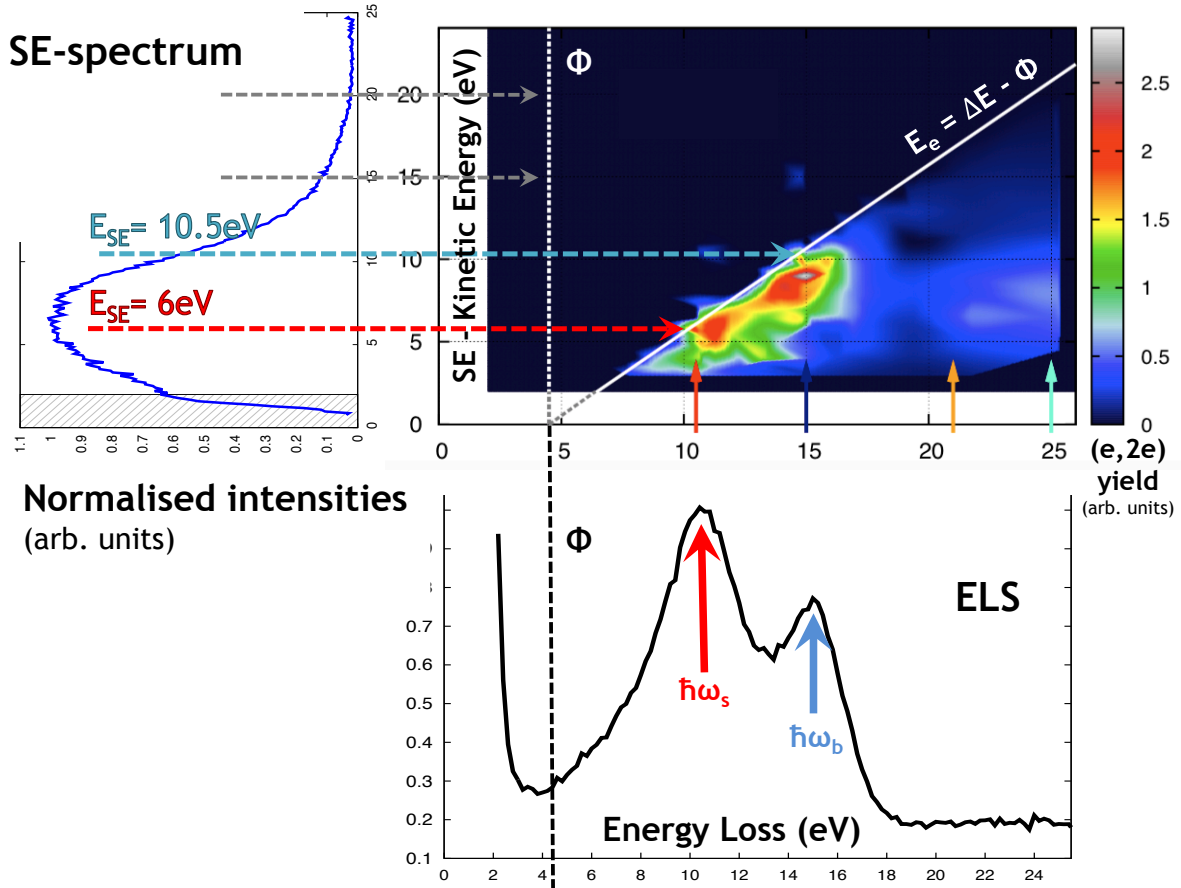 SE-spectrum
E_SE= 10.5eV
E_SE= 6eV
25
20
15
10
5
0
1.1
1
0.9
0.8
0.7
0.6
0.5
0.4
0.3
0.2
0.1
0
Normalised intensities
(arb. units)
SE - Kinetic Energy (eV)
Φ
E_e = ΔE - Φ
20
15
10
5
0
0
5
10
15
20
25
2.5
2
1.5
1
0.5
0
(e,2e)
yield
(arb. units)
Φ
ELS
ħω_s
ħω_b
0.7
0.6
0.5
0.4
0.3
0.2
0.1
Energy Loss (eV)
0 2 4 6 8 10 12 14 16 18 20 22 24